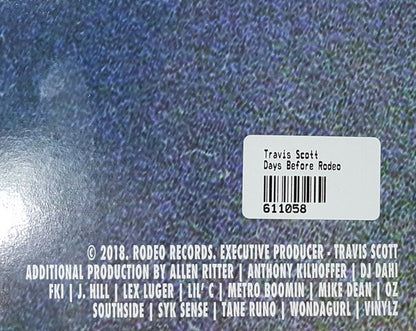 Travis Scott
Days Before Rodeo
611058
© 2018. RODEO RECORDS. EXECUTIVE PRODUCER - TRAVIS SCOTT
ADDITIONAL PRODUCTION BY ALLEN RITTER | ANTHONY KILHOFFER | DJ DAHI
FKI | J. HILL | LEX LUGER | LIL' C | METRO BOOMIN | MIKE DEAN | OZ
SOUTHSIDE | SYK SENSE | TANE RUNO | WONDAGURL | VINYLZ